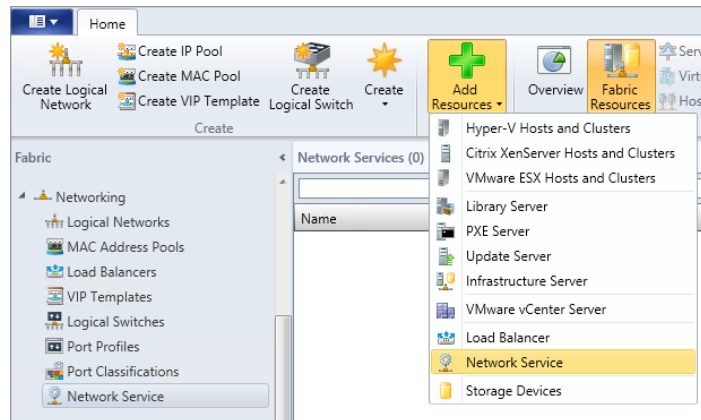 Home
Create Logical
Network
Create IP Pool
Create MAC Pool
Create VIP Template
Create
Logical Switch
Create
Create
Add
Resources
Overview
Fabric
Resources
Fabric
Networking
Logical Networks
MAC Address Pools
Load Balancers
VIP Templates
Logical Switches
Port Profiles
Port Classifications
Network Service
Network Services (0)
Name
Hyper-V Hosts and Clusters
Citrix XenServer Hosts and Clusters
VMware ESX Hosts and Clusters
Library Server
PXE Server
Update Server
Infrastructure Server
VMware vCenter Server
Load Balancer
Network Service
Storage Devices